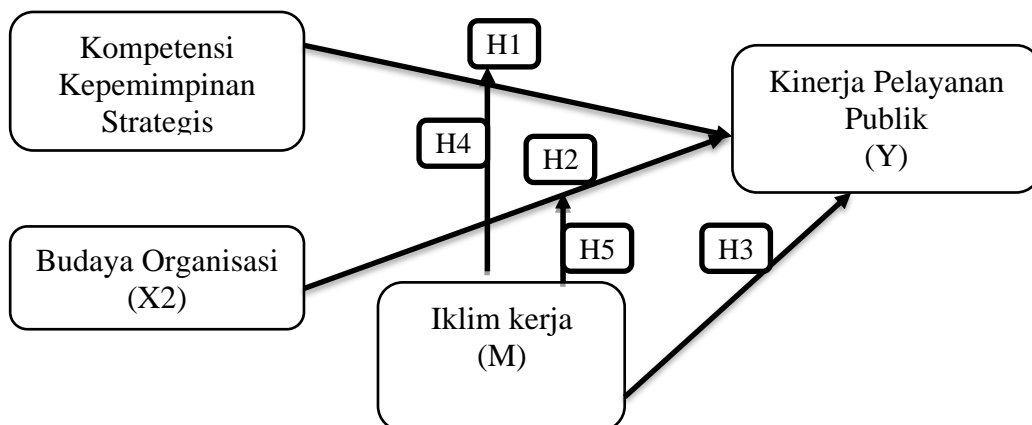 Kompetensi
Kepemimpinan
Strategis
H1
Kinerja Pelayanan
Publik
(Y)
H4
H2
Budaya Organisasi
(X2)
H5
H3
Iklim kerja
(M)